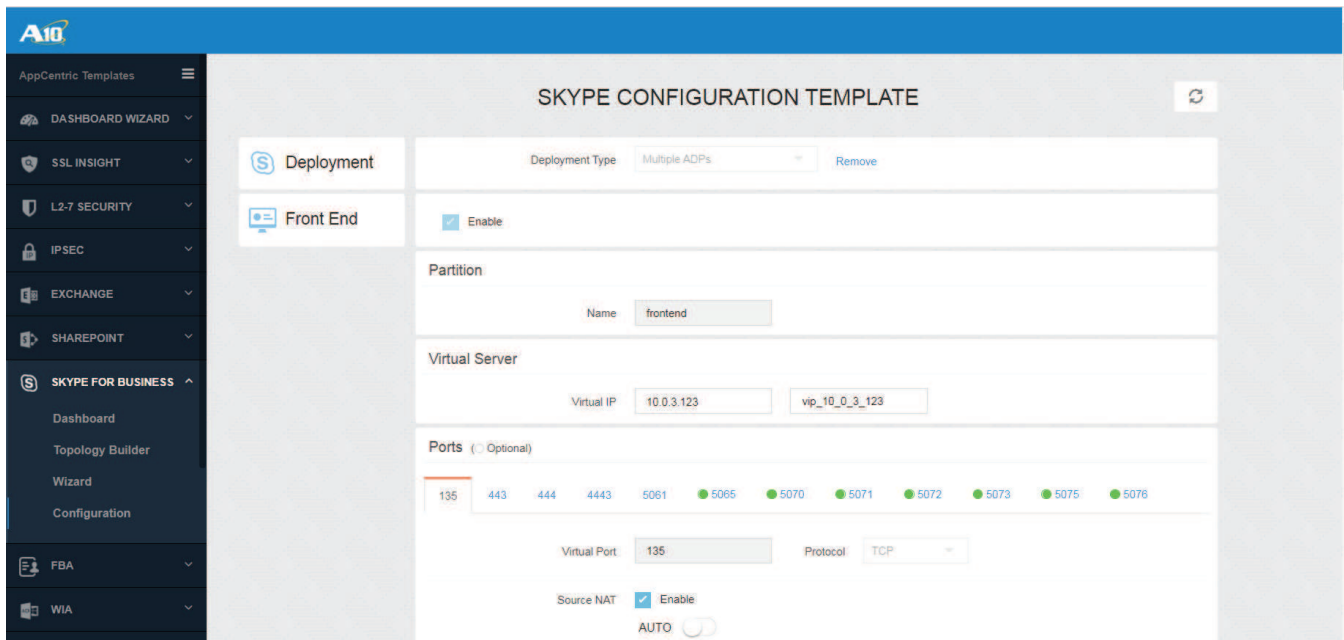 A10
AppCentric Templates
DASHBOARD WIZARD
SSL INSIGHT
L2-7 SECURITY
IPSEC
EXCHANGE
SHAREPOINT
SKYPE FOR BUSINESS
Dashboard
Topology Builder
Wizard
Configuration
FBA
WIA
SKYPE CONFIGURATION TEMPLATE
Deployment
Deployment Type Multiple ADPs Remove
Front End
Enable
Partition
Name frontend
Virtual Server
Virtual IP 10.0.3.123 vip_10_0_3_123
Ports ( Optional)
135 443 444 4443 5061 5065 5070 5071 5072 5073 5075 5076
Virtual Port 135 Protocol TCP
Source NAT Enable
AUTO